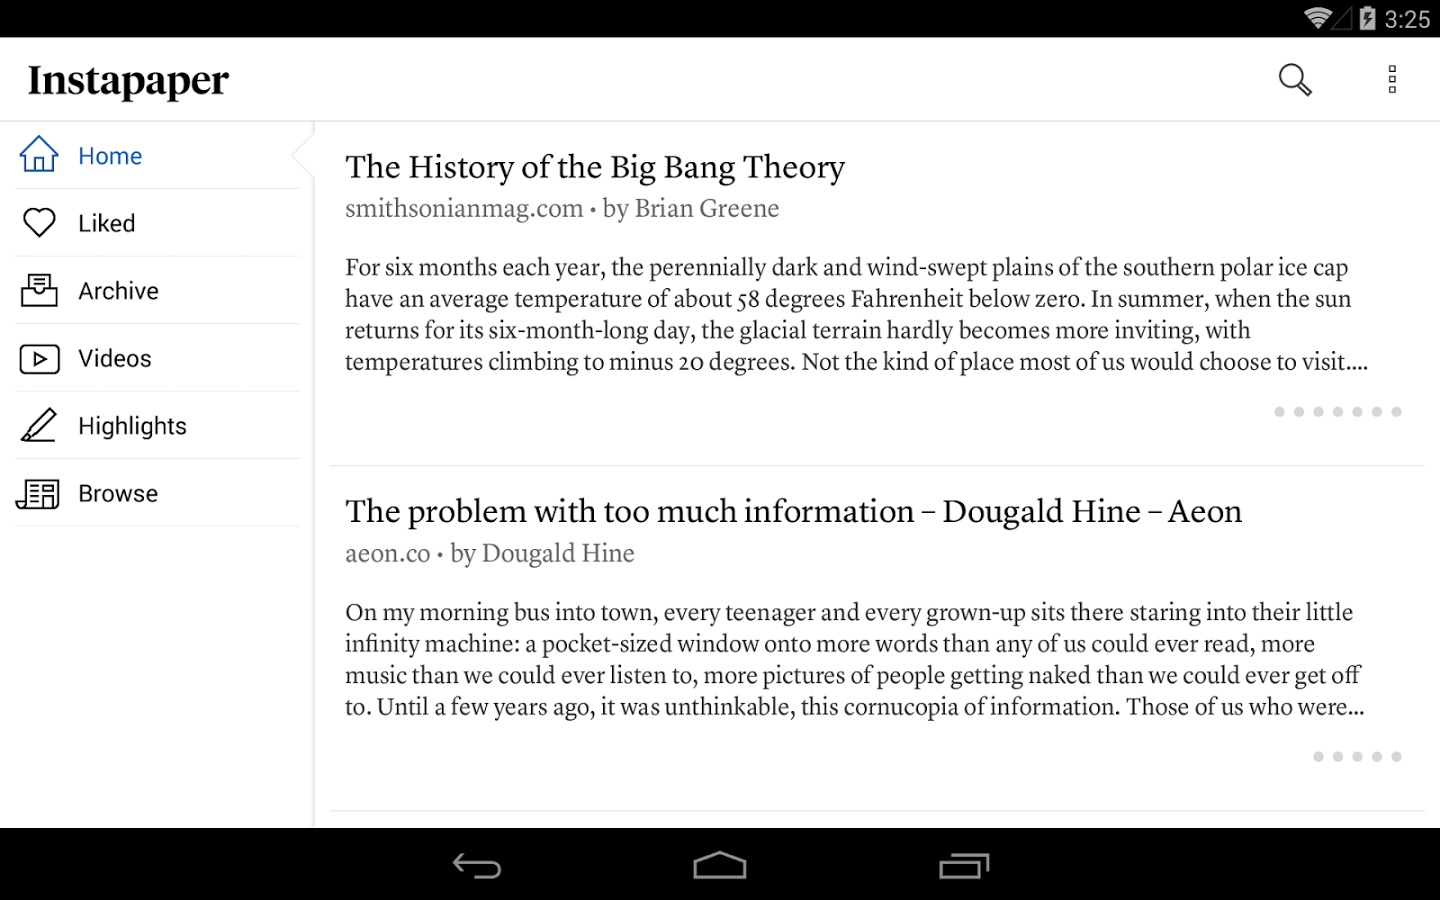 3:25
Instapaper
Home
Liked
Archive
Videos
Highlights
Browse
The History of the Big Bang Theory
smithsonianmag.com • by Brian Greene
For six months each year, the perennially dark and wind-swept plains of the southern polar ice cap
have an average temperature of about 58 degrees Fahrenheit below zero. In summer, when the sun
returns for its six-month-long day, the glacial terrain hardly becomes more inviting, with
temperatures climbing to minus 20 degrees. Not the kind of place most of us would choose to visit....
The problem with too much information – Dougald Hine – Aeon
aeon.co • by Dougald Hine
On my morning bus into town, every teenager and every grown-up sits there staring into their little
infinity machine: a pocket-sized window onto more words than any of us could ever read, more
music than we could ever listen to, more pictures of people getting naked than we could ever get off
to. Until a few years ago, it was unthinkable, this cornucopia of information. Those of us who were...